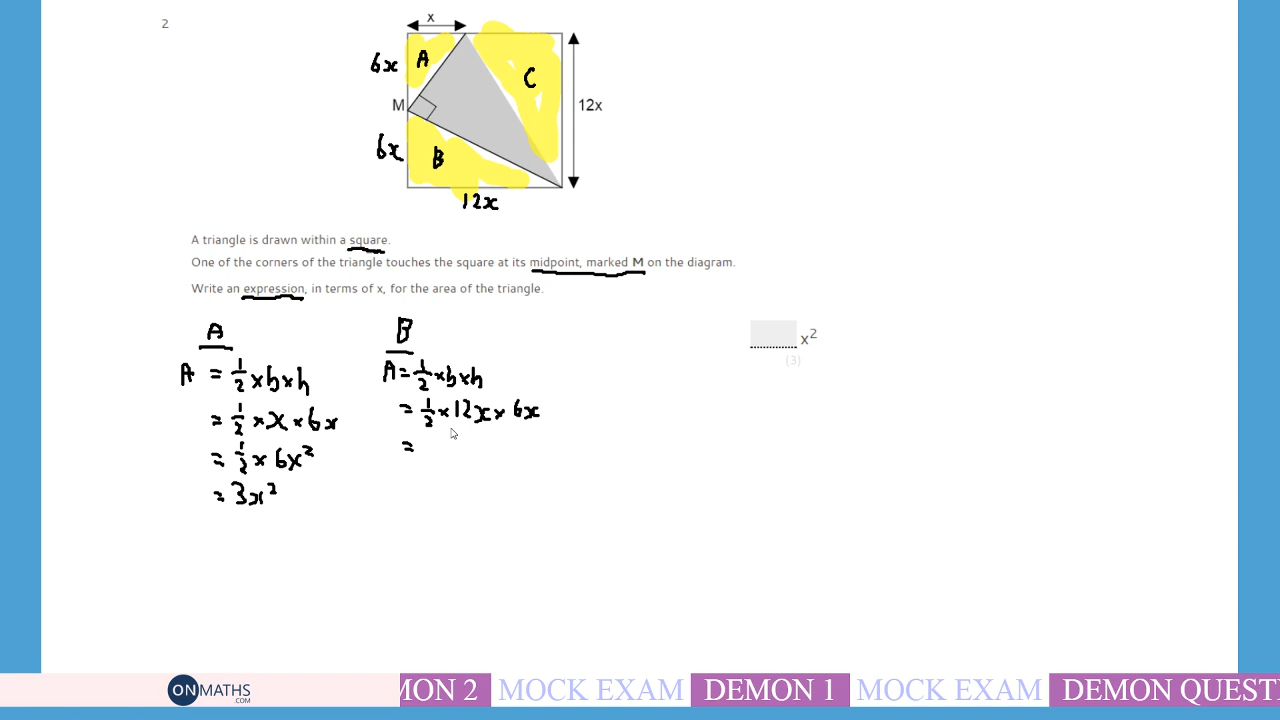 2
x
6x
A
C
M
12x
6x
B
12x
A triangle is drawn within a square.
One of the corners of the triangle touches the square at its midpoint, marked M on the diagram.
Write an expression, in terms of x, for the area of the triangle.
x²
(3)
A
A = 1/2 × b × h
= 1/2 × x × 6x
= 1/2 × 6x²
= 3x²
B
A = 1/2 × b × h
= 1/2 × 12x × 6x
=
ONMATHS
.COM
MON 2 MOCK EXAM DEMON 1 MOCK EXAM DEMON QUEST